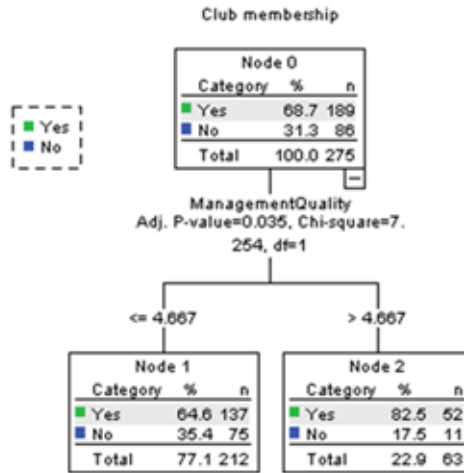 Club membership
Yes
No
Node 0
Category % n
Yes 68.7 189
No 31.3 86
Total 100.0 275
ManagementQuality
Adj. P-value=0.035, Chi-square=7.
254, df=1
<= 4.667
> 4.667
Node 1
Category % n
Yes 64.6 137
No 35.4 75
Total 77.1 212
Node 2
Category % n
Yes 82.5 52
No 17.5 11
Total 22.9 63